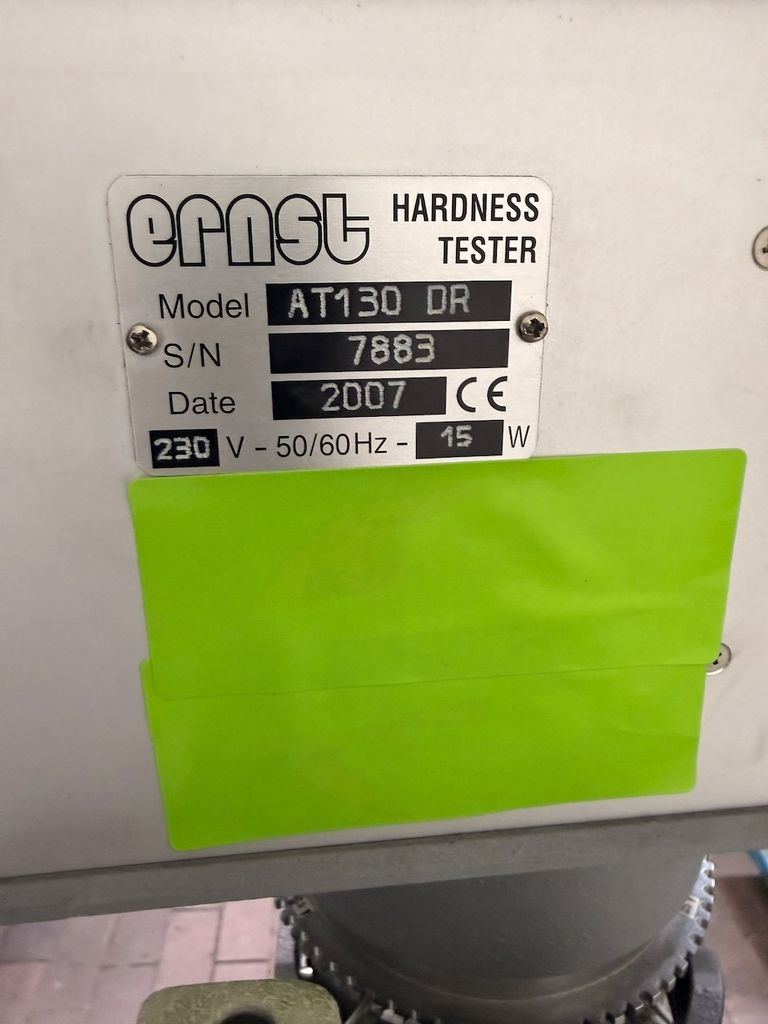 ernst HARDNESS
TESTER
Model AT130 DR
S/N 7883
Date 2007 CE
230 V - 50/60Hz - 15 W